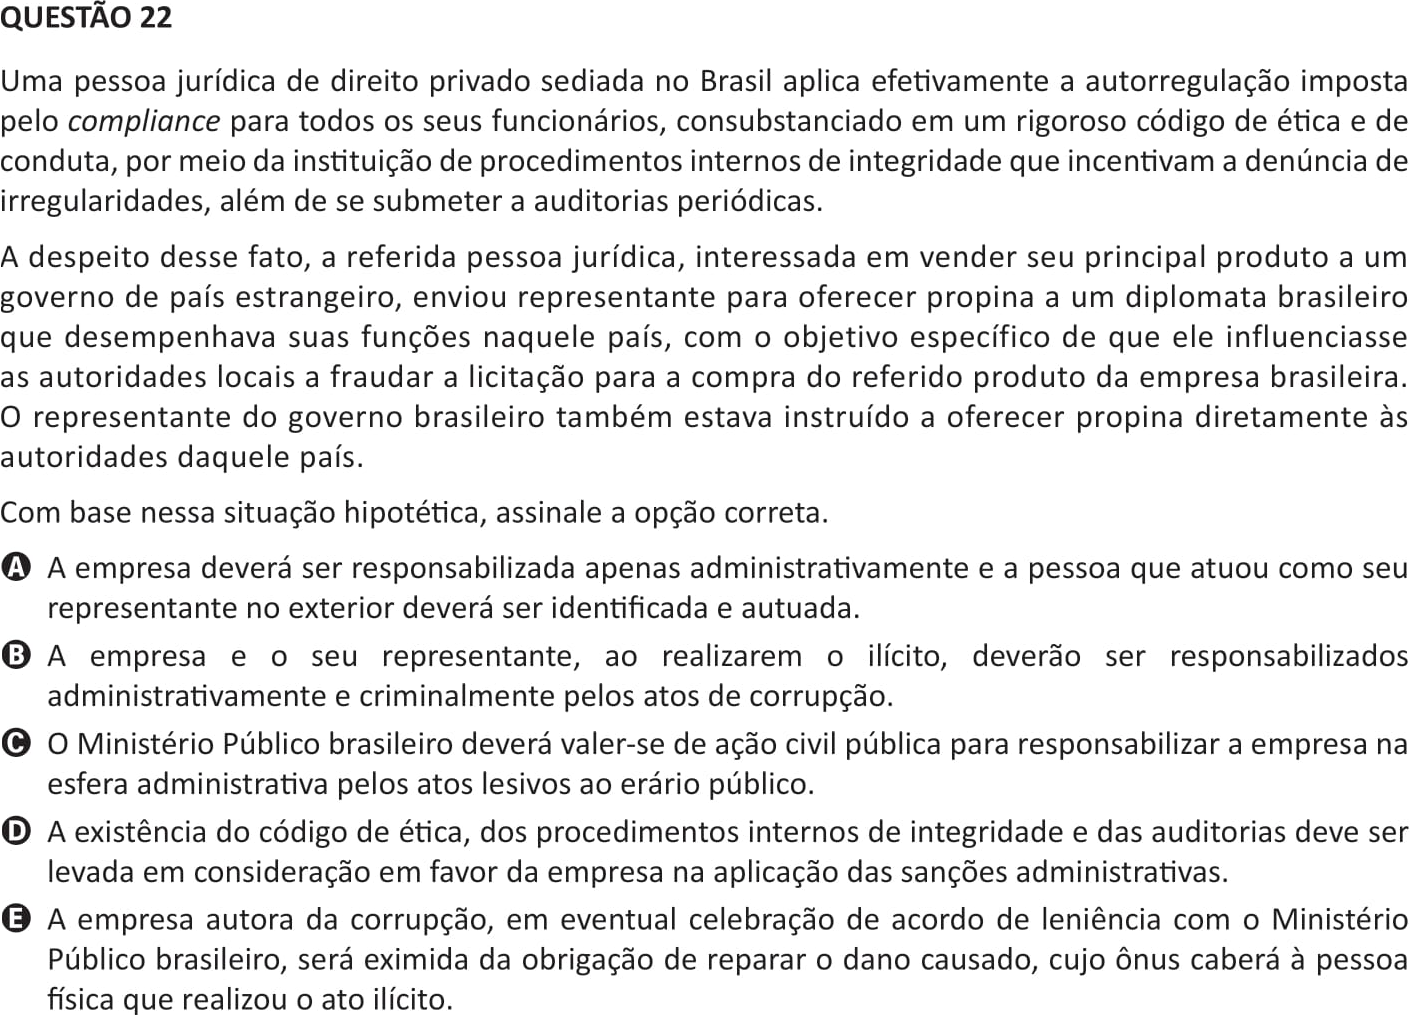 QUESTÃO 22
Uma pessoa jurídica de direito privado sediada no Brasil aplica efetivamente a autorregulação imposta
pelo compliance para todos os seus funcionários, consubstanciado em um rigoroso código de ética e de
conduta, por meio da instituição de procedimentos internos de integridade que incentivam a denúncia de
irregularidades, além de se submeter a auditorias periódicas.
A despeito desse fato, a referida pessoa jurídica, interessada em vender seu principal produto a um
governo de país estrangeiro, enviou representante para oferecer propina a um diplomata brasileiro
que desempenhava suas funções naquele país, com o objetivo específico de que ele influenciasse
as autoridades locais a fraudar a licitação para a compra do referido produto da empresa brasileira.
O representante do governo brasileiro também estava instruído a oferecer propina diretamente às
autoridades daquele país.
Com base nessa situação hipotética, assinale a opção correta.
A A empresa deverá ser responsabilizada apenas administrativamente e a pessoa que atuou como seu
representante no exterior deverá ser identificada e autuada.
B A empresa e o seu representante, ao realizarem o ilícito, deverão ser responsabilizados
administrativamente e criminalmente pelos atos de corrupção.
C O Ministério Público brasileiro deverá valer-se de ação civil pública para responsabilizar a empresa na
esfera administrativa pelos atos lesivos ao erário público.
D A existência do código de ética, dos procedimentos internos de integridade e das auditorias deve ser
levada em consideração em favor da empresa na aplicação das sanções administrativas.
E A empresa autora da corrupção, em eventual celebração de acordo de leniência com o Ministério
Público brasileiro, será eximida da obrigação de reparar o dano causado, cujo ônus caberá à pessoa
física que realizou o ato ilícito.